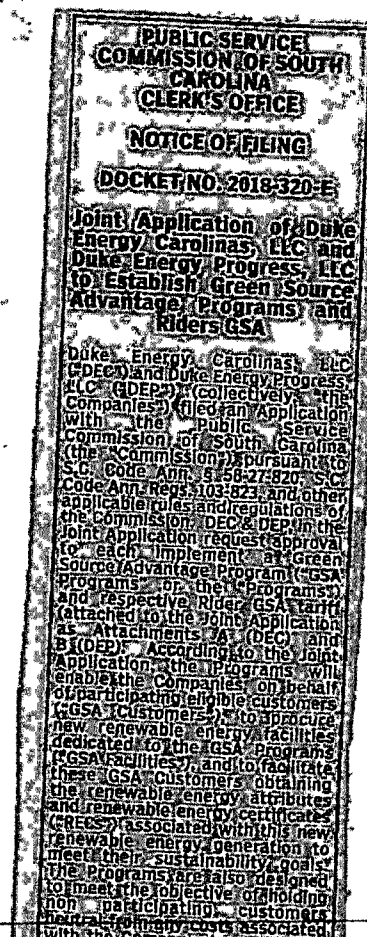 PUBLIC SERVICE
COMMISSION OF SOUTH
CAROLINA
CLERK'S OFFICE
NOTICE OF FILING
DOCKET NO. 2018-320-E
Joint Application of Duke
Energy Carolinas, LLC and
Duke Energy Progress, LLC
to Establish Green Source
Advantage Programs and
Riders GSA
Duke Energy Carolinas, LLC
("DEC") and Duke Energy Progress,
LLC ("DEP") (collectively, "the
Companies") filed an Application
with the Public Service
Commission of South Carolina
(the "Commission") pursuant to
S.C. Code Ann. § 58-27-820, S.C.
Code Ann. Regs. 103-823, and other
applicable rules and regulations of
the Commission. DEC & DEP in the
Joint Application request approval
to each implement a Green
Source Advantage Program ("GSA
Programs" or the "Programs")
and respective Rider GSA tariff
(attached to the Joint Application
as Attachments A (DEC) and
B (DEP). According to the Joint
Application, the Programs will
enable the Companies, on behalf
of participating eligible customers
("GSA Customers"), to procure
new renewable energy facilities
dedicated to the GSA Programs
("GSA Facilities"), and to facilitate
these GSA Customers obtaining
the renewable energy attributes
and renewable energy certificates
("RECS") associated with this new
renewable energy generation to
meet their sustainability goals.
The Programs are also designed
to meet the objective of holding
non participating customers
neutral from any costs associated
with the